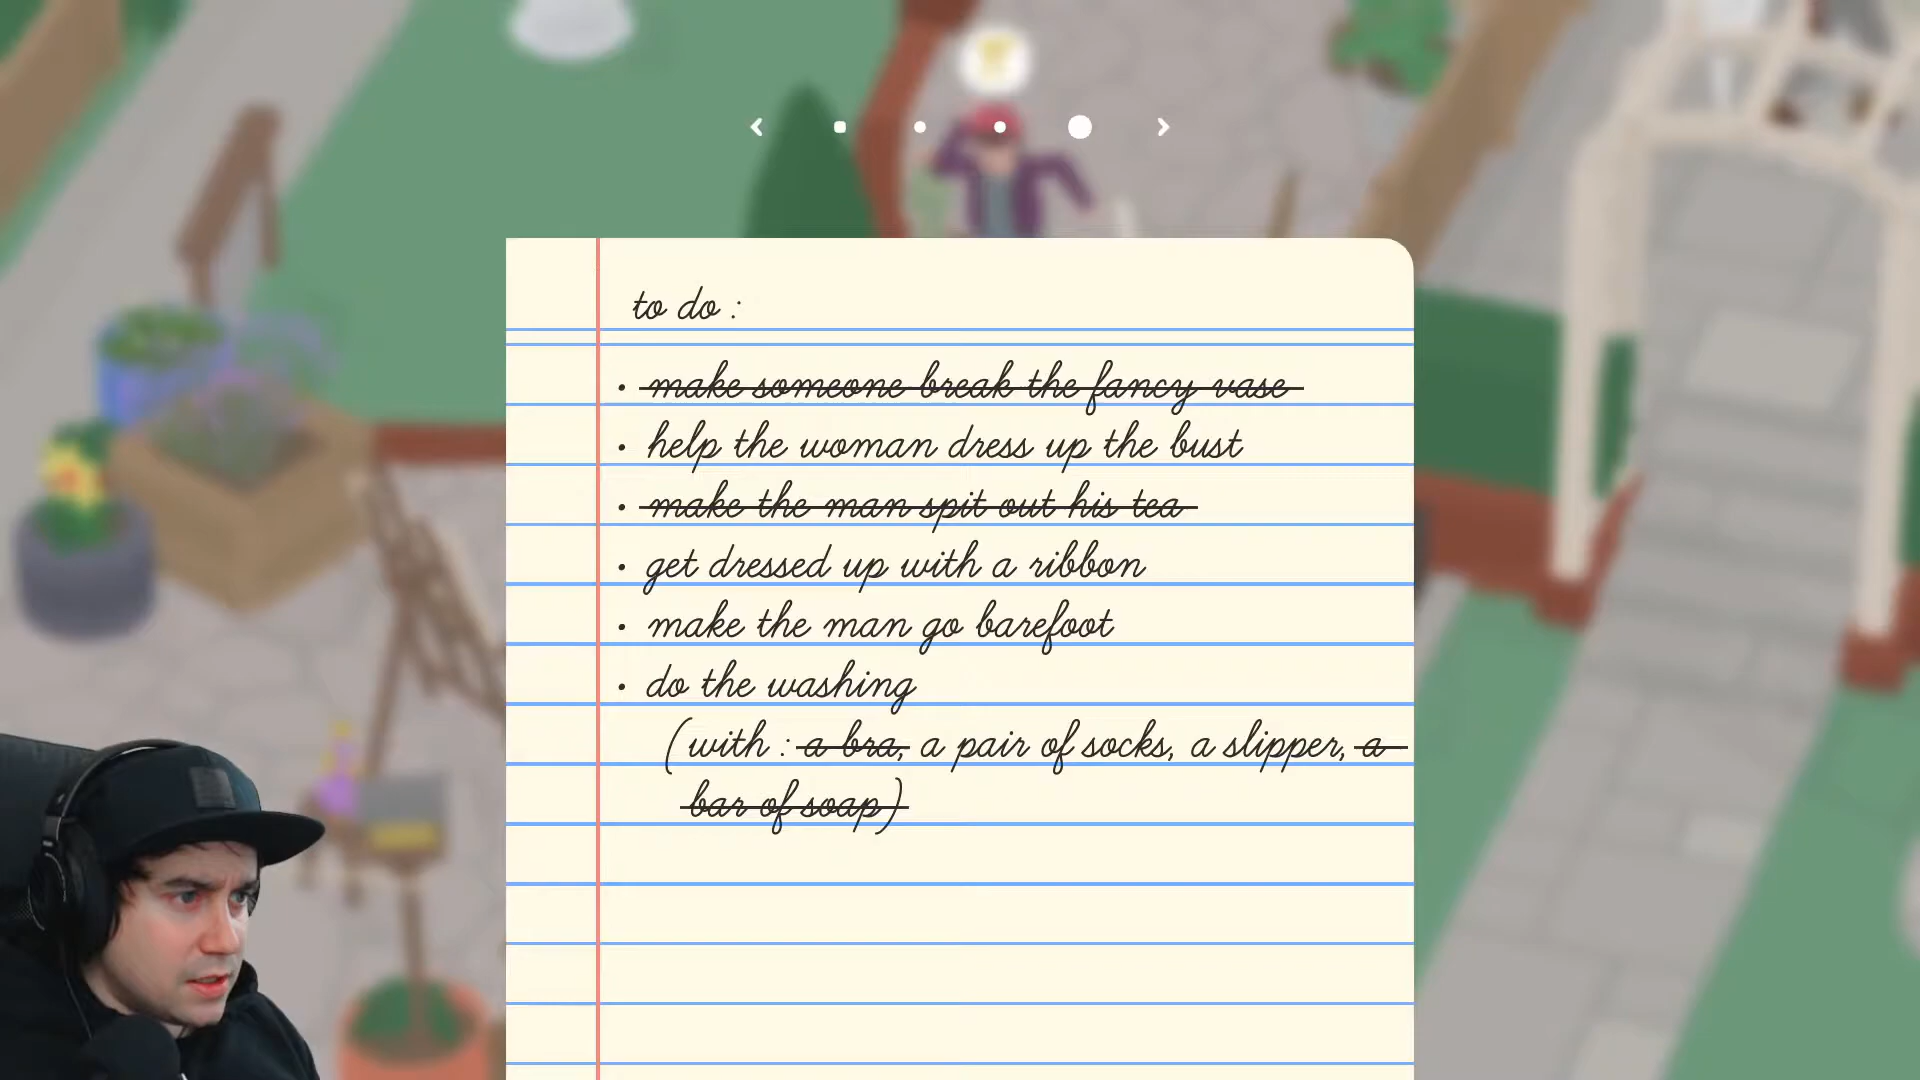 to do :
• make someone break the fancy vase
• help the woman dress up the bust
• make the man spit out his tea
• get dressed up with a ribbon
• make the man go barefoot
• do the washing
(with : a bra, a pair of socks, a slipper, a
bar of soap)